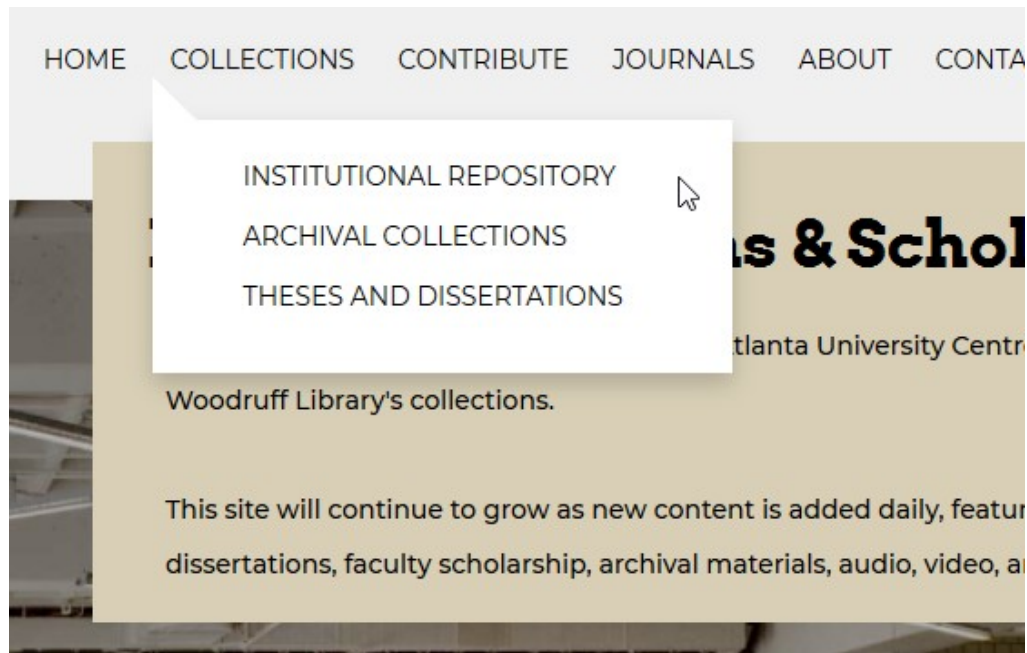 HOME COLLECTIONS CONTRIBUTE JOURNALS ABOUT CONTA
INSTITUTIONAL REPOSITORY
ARCHIVAL COLLECTIONS
THESES AND DISSERTATIONS
ns & Schol
tlanta University Centr
Woodruff Library's collections.
This site will continue to grow as new content is added daily, featur
dissertations, faculty scholarship, archival materials, audio, video, a